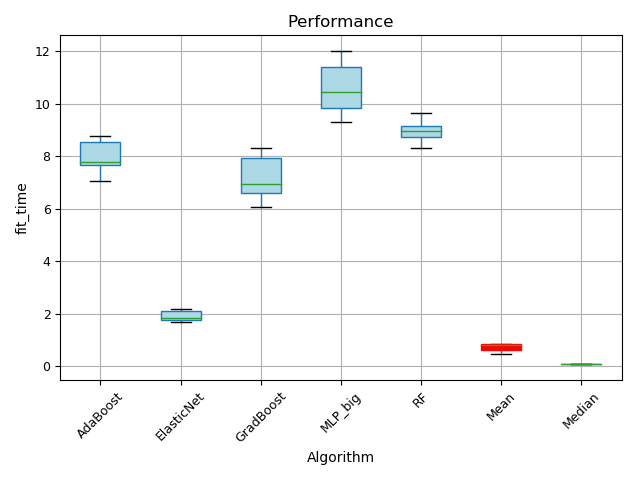 Performance
fit_time
12
10
8
6
4
2
0
AdaBoost
ElasticNet
GradBoost
MLP_big
RF
Mean
Median
Algorithm